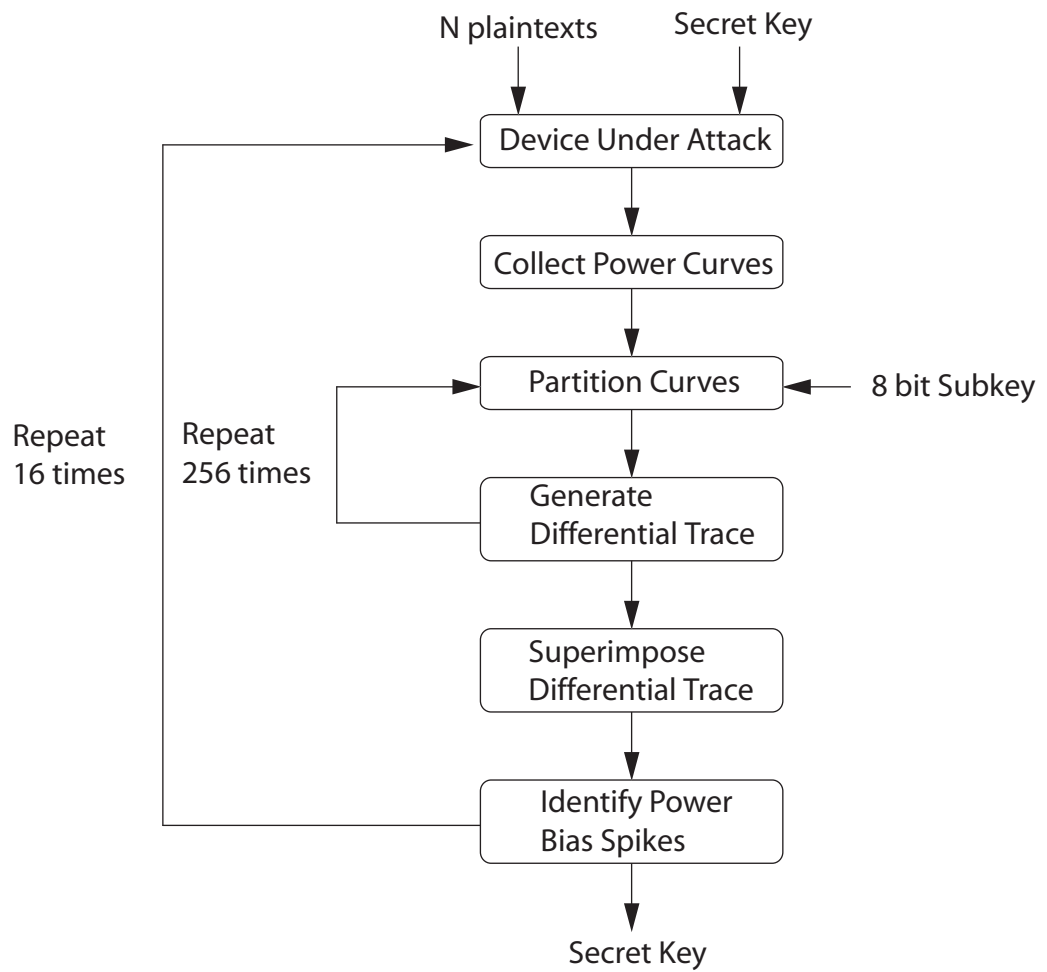 N plaintexts
Secret Key
Device Under Attack
Collect Power Curves
Partition Curves
8 bit Subkey
Repeat
16 times
Repeat
256 times
Generate
Differential Trace
Superimpose
Differential Trace
Identify Power
Bias Spikes
Secret Key